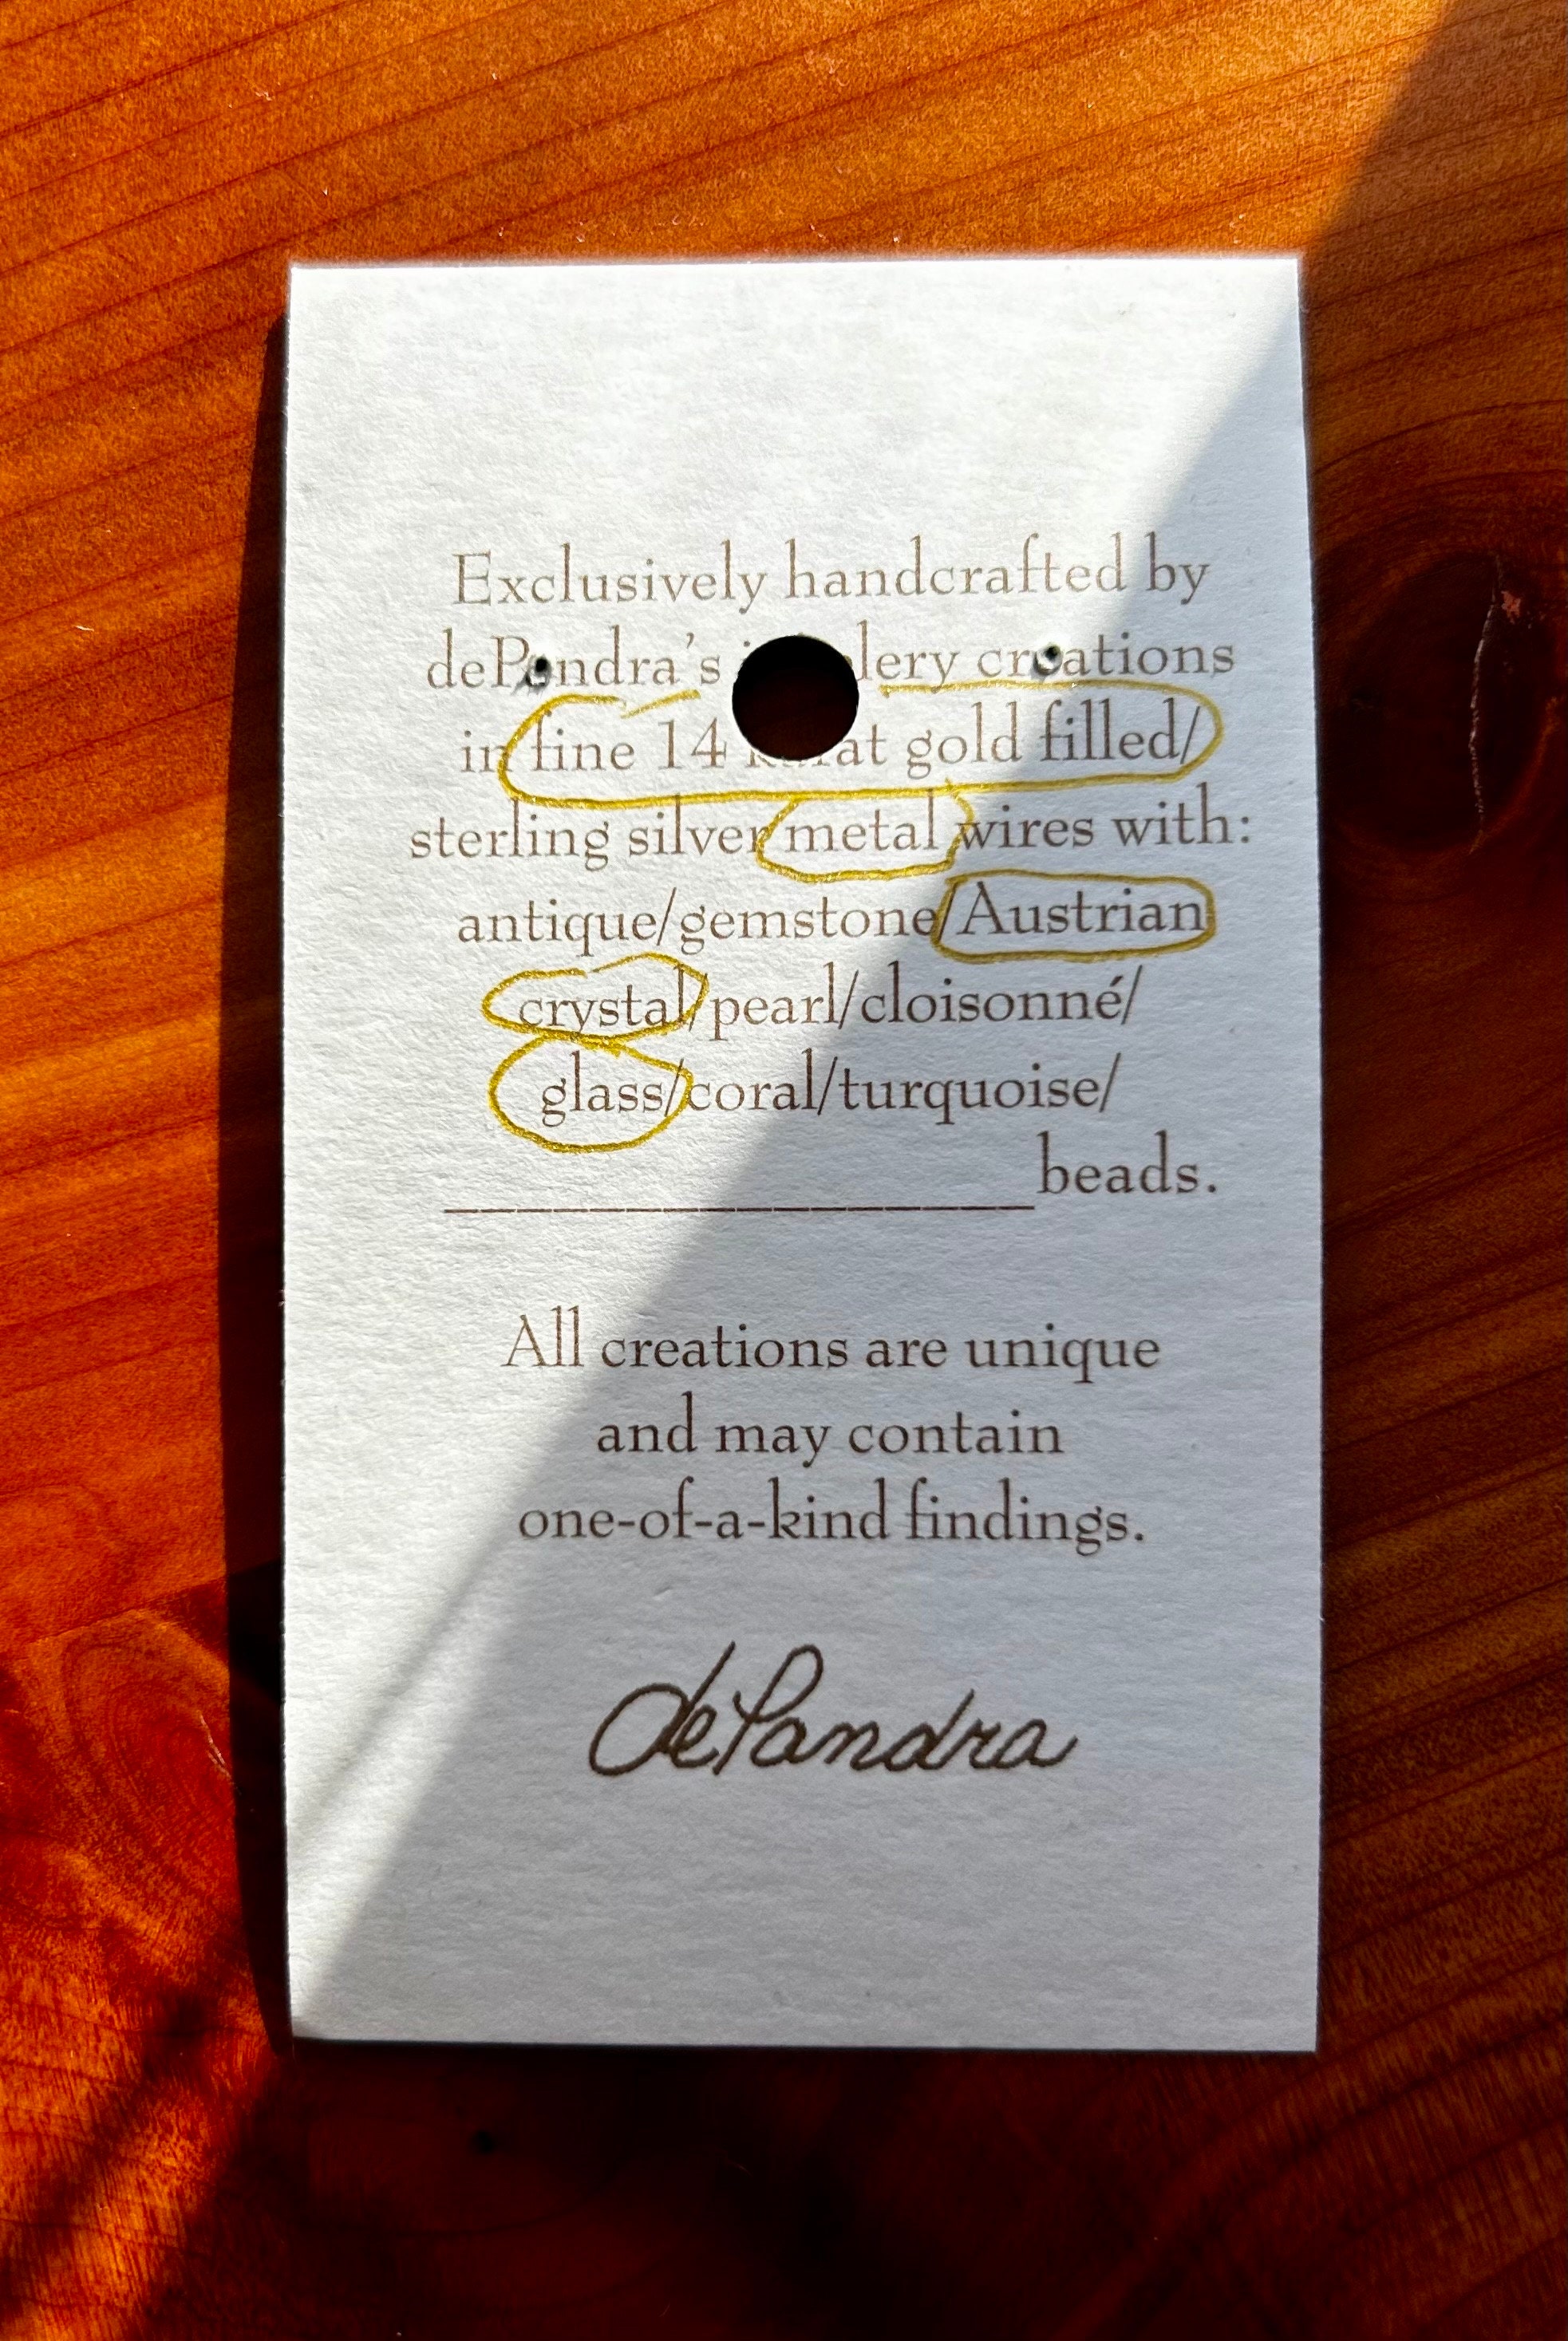 Exclusively handcrafted by
dePandra's creations
in fine 14 gold filled/
sterling silver metal wires with:
antique/gemstone/Austrian
crystal/pearl/cloisonné/
glass/coral/turquoise/
beads.
All creations are unique
and may contain
one-of-a-kind findings.
dePandra